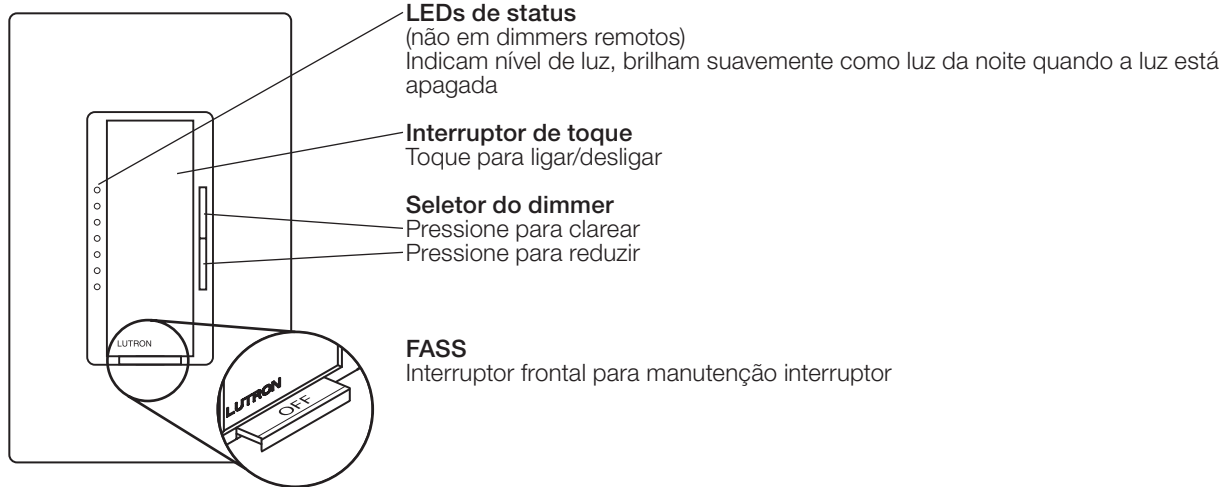 LEDs de status
(não em dimmers remotos)
Indicam nível de luz, brilham suavemente como luz da noite quando a luz está
apagada
Interruptor de toque
Toque para ligar/desligar
Seletor do dimmer
Pressione para clarear
Pressione para reduzir
LUTRON
FASS
Interruptor frontal para manutenção interruptor
LUTRON
OFF